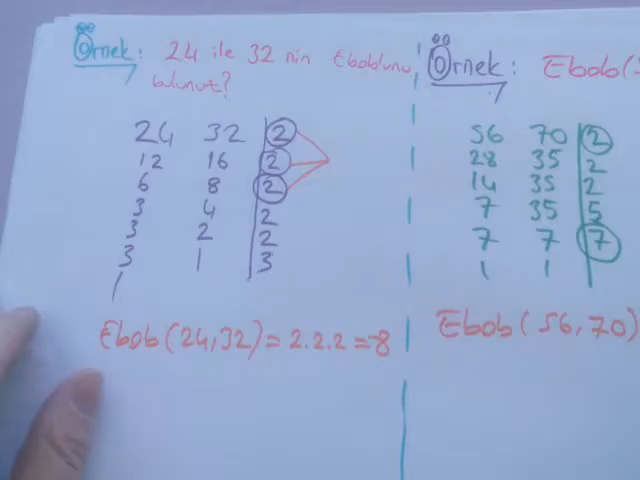 Örnek: 24 ile 32 nin Ebobunu
bulunuz?
24 32 2
12 16 2
6 8 2
3 4 2
3 2 2
3 1 3
1
Ebob(24,32)=2.2.2=8
Örnek: Ebob(
56 70 2
28 35 2
14 35 2
7 35 5
7 7 7
1 1
Ebob(56,70)